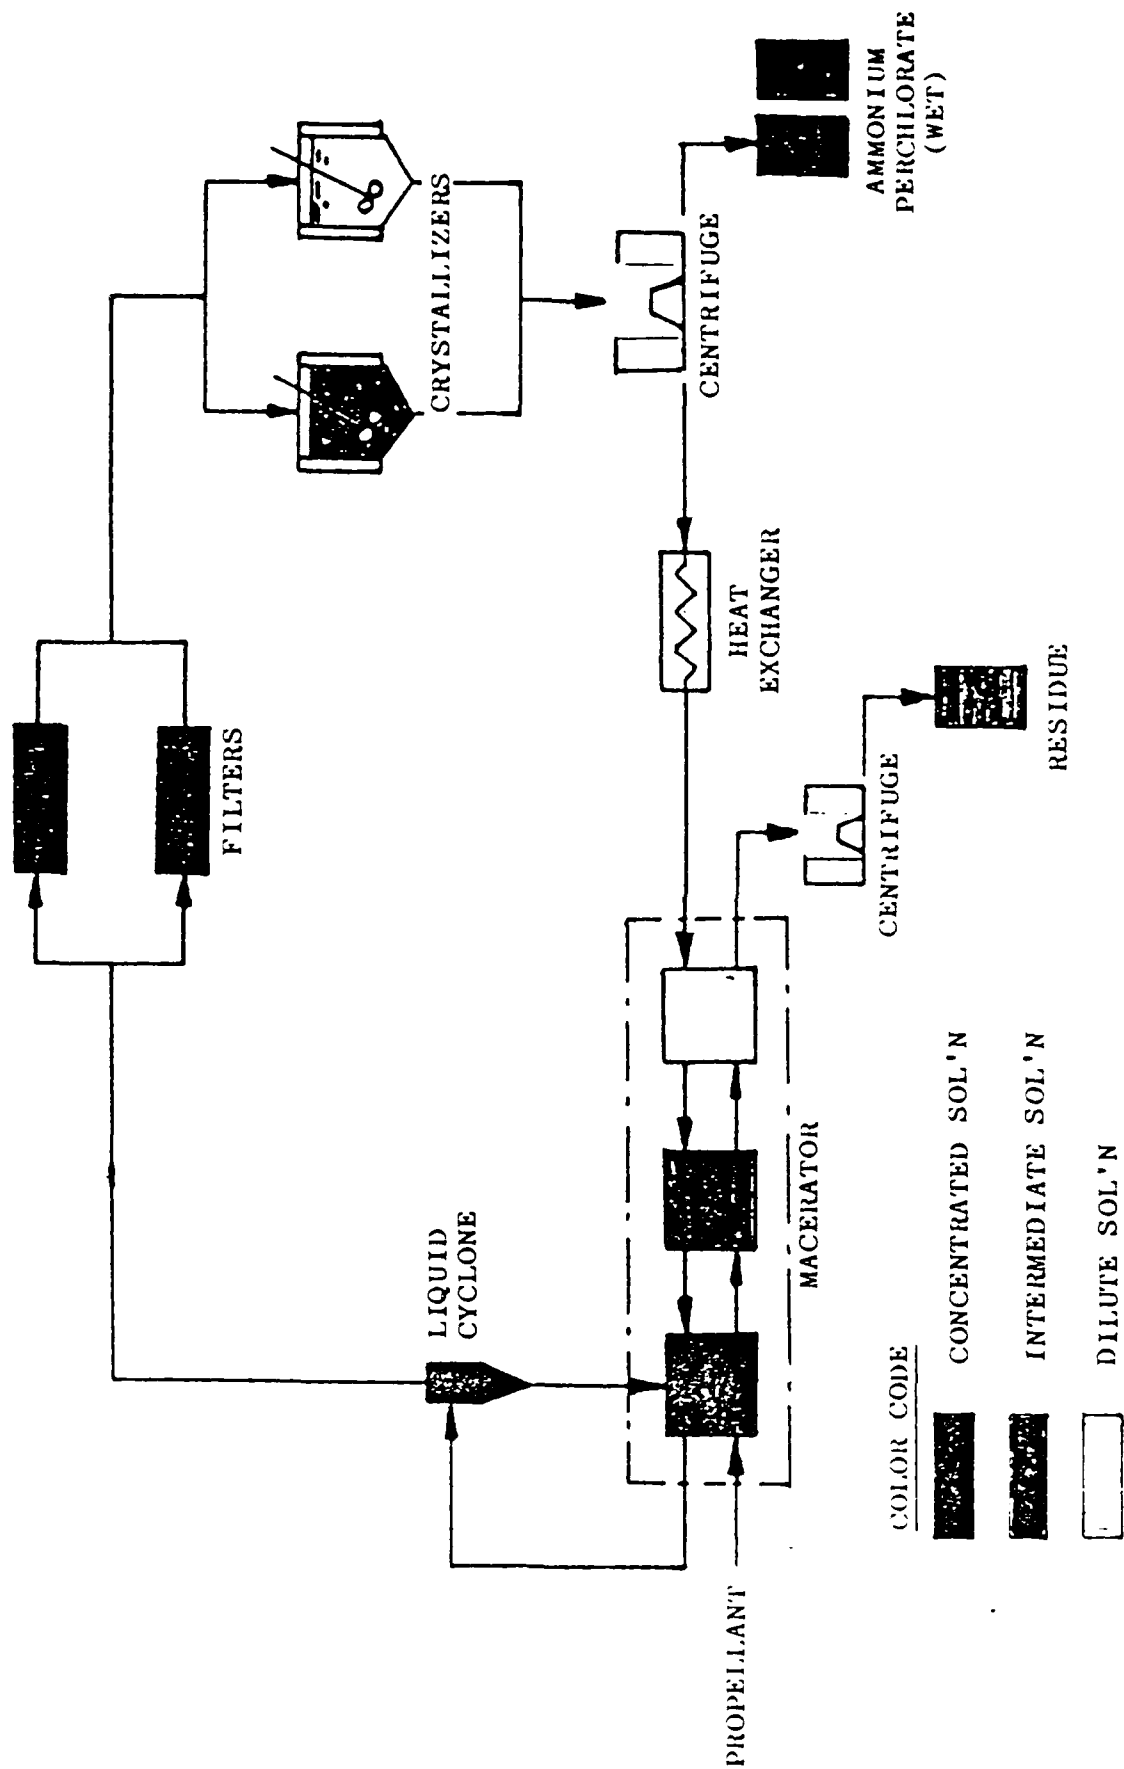 FILTERS
LIQUID
CYCLONE
CRYSTALLIZERS
HEAT
EXCHANGER
CENTRIFUGE
AMMONIUM
PERCHLORATE
(WET)
PROPELLANT
MACERATOR
CENTRIFUGE
RESIDUE
COLOR CODE
CONCENTRATED SOL'N
INTERMEDIATE SOL'N
DILUTE SOL'N